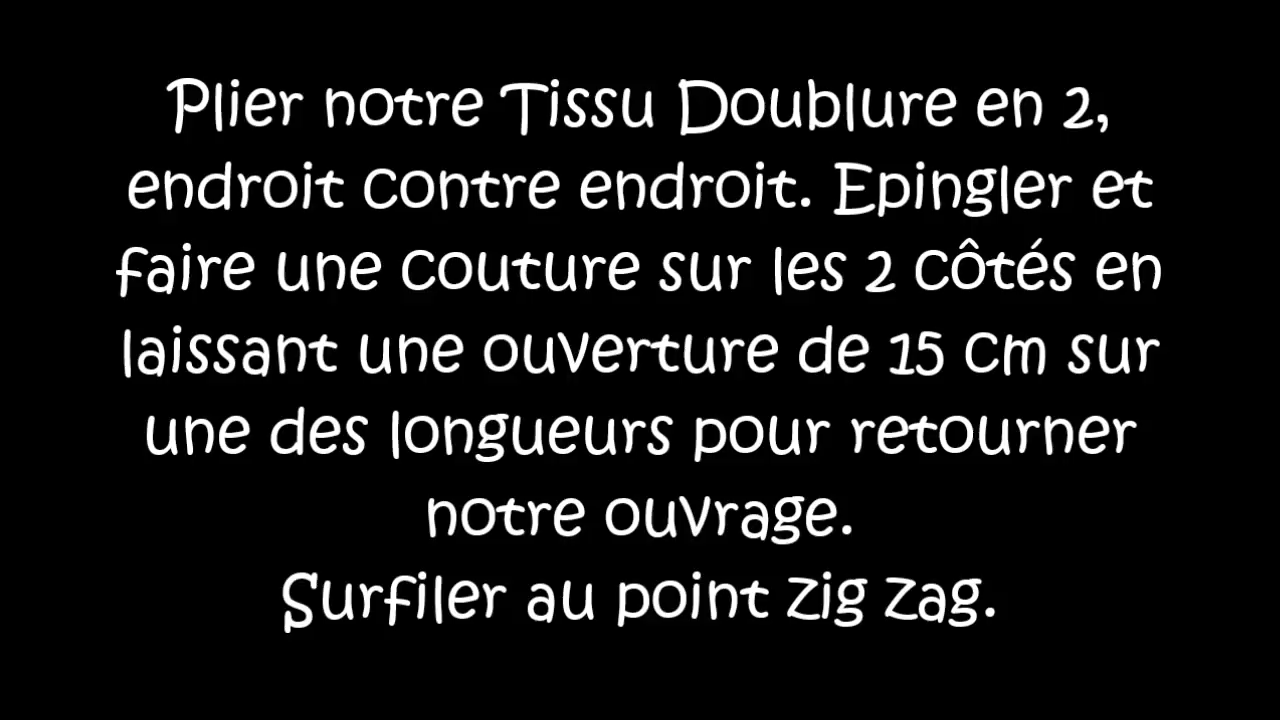 Plier notre Tissu Doublure en 2,
endroit contre endroit. Epingler et
faire une couture sur les 2 côtés en
laissant une ouverture de 15 cm sur
une des longueurs pour retourner
notre ouvrage.
Surfiler au point zig zag.